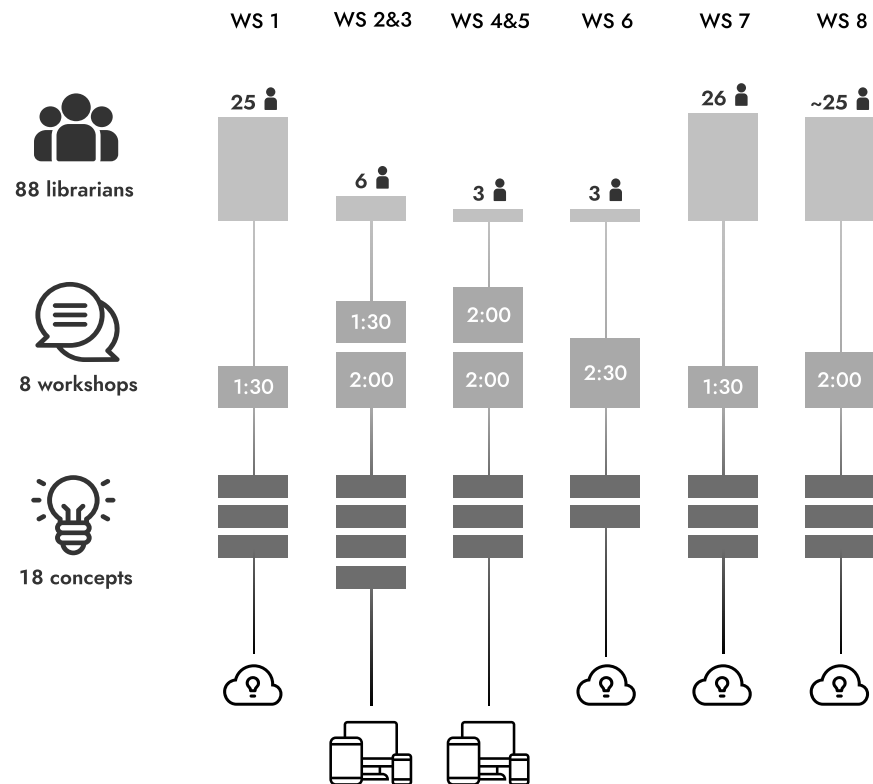 WS 1 WS 2&3 WS 4&5 WS 6 WS 7 WS 8
25 6 3 3 26 ~25
88 librarians
1:30 2:00
1:30 2:00 2:00 2:30 1:30 2:00
8 workshops
18 concepts